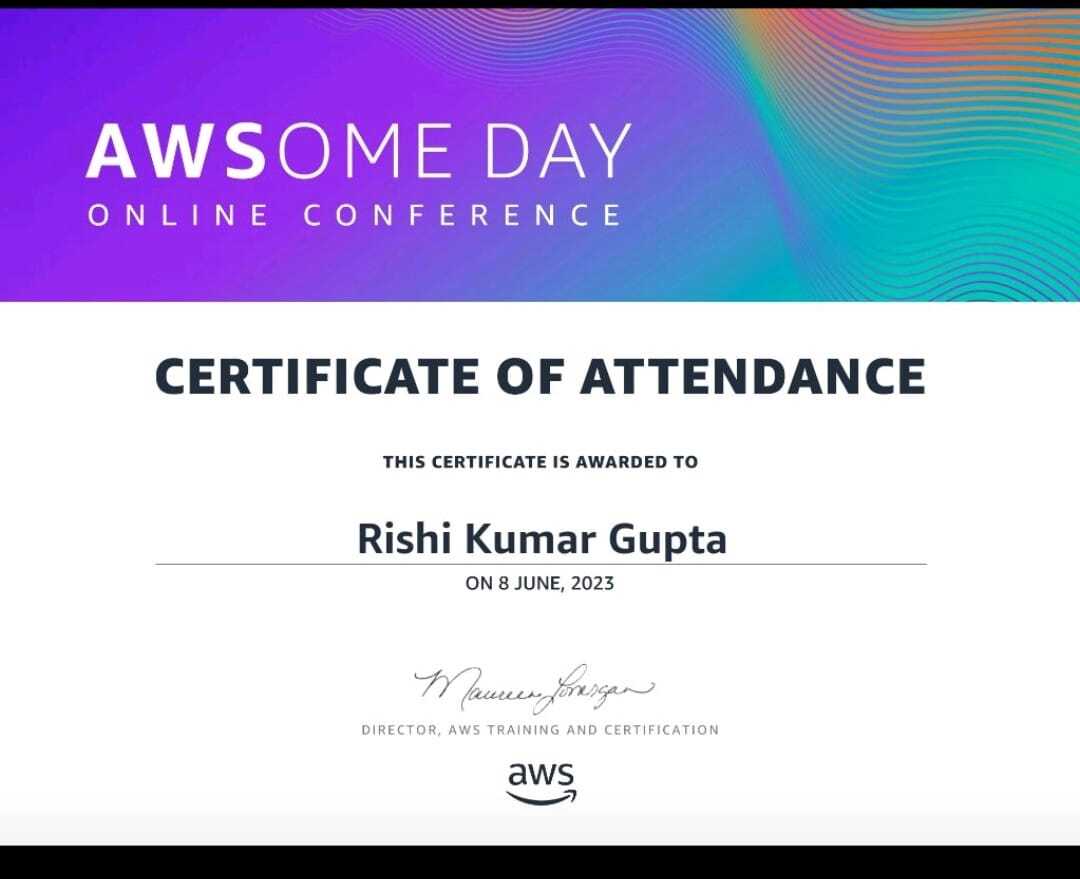 AWSOME DAY
ONLINE CONFERENCE
CERTIFICATE OF ATTENDANCE
THIS CERTIFICATE IS AWARDED TO
Rishi Kumar Gupta
ON 8 JUNE, 2023
Maureen Lonergan
DIRECTOR, AWS TRAINING AND CERTIFICATION
aws